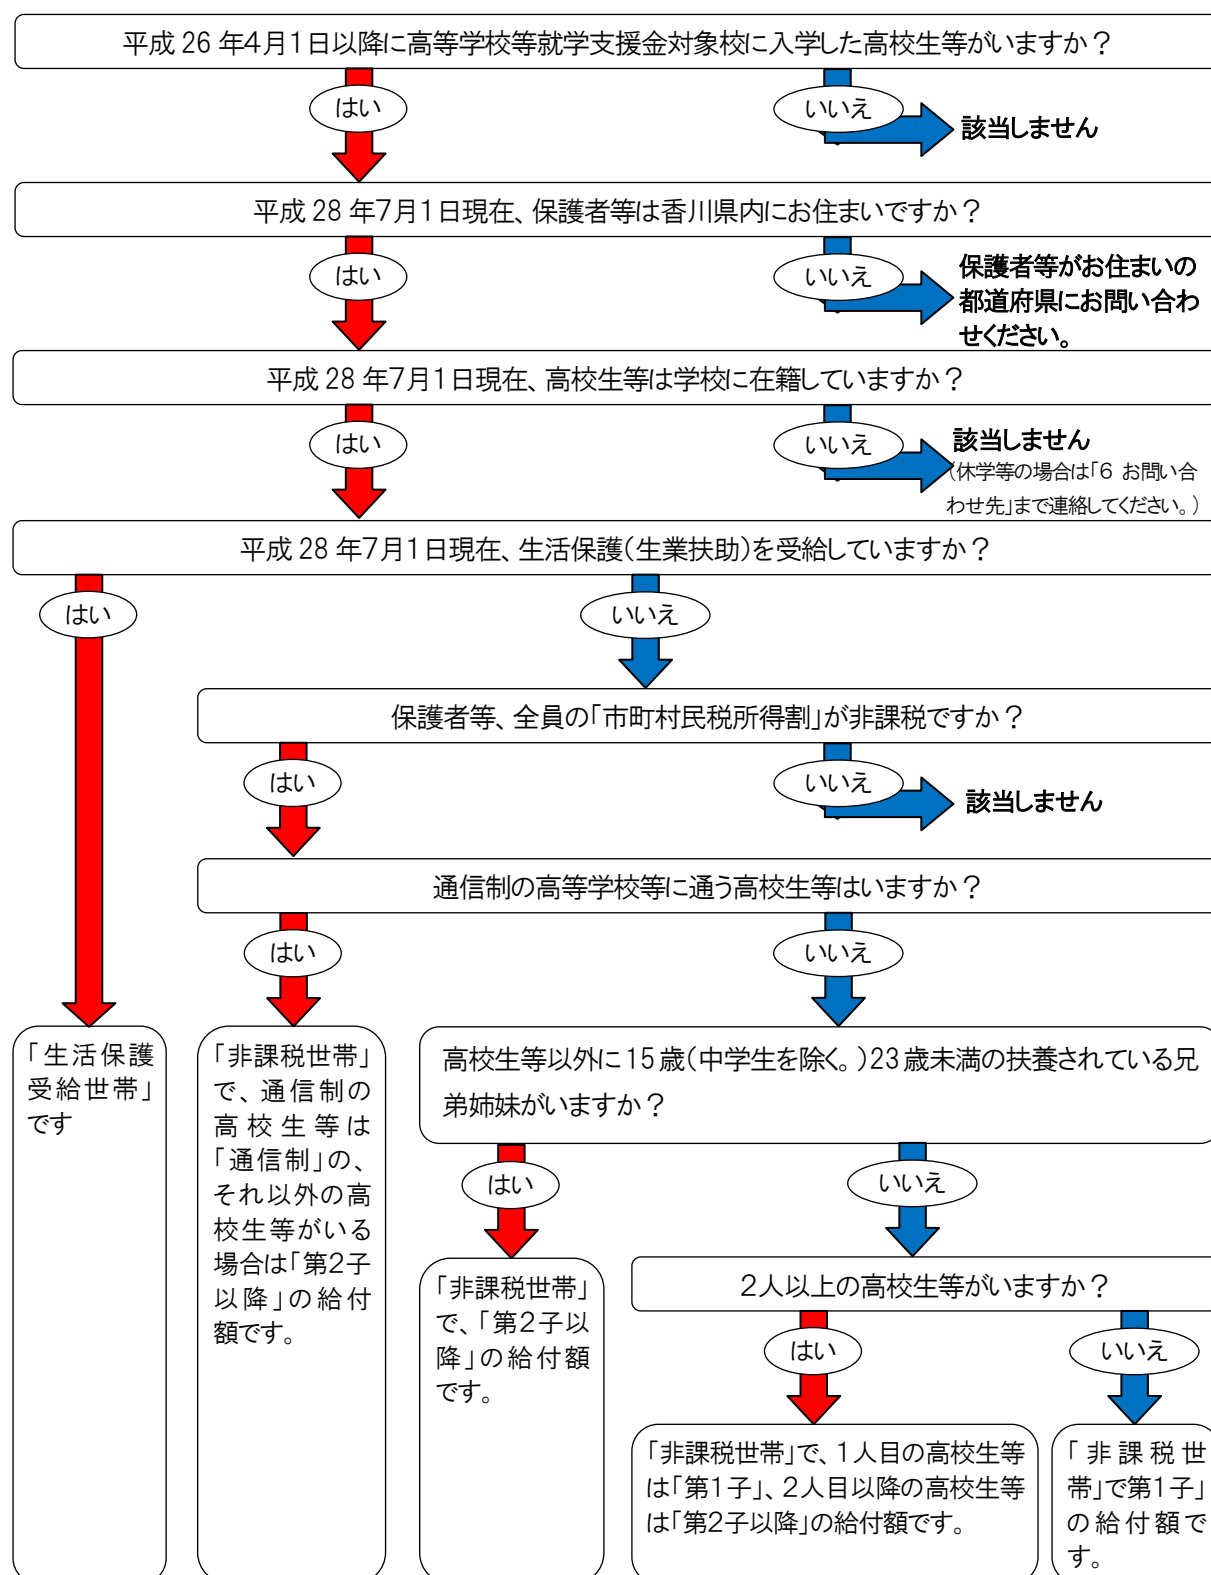 平成 26 年4月1日以降に高等学校等就学支援金対象校に入学した高校生等がいますか？
はい
いいえ
該当しません
平成 28 年7月1日現在、保護者等は香川県内にお住まいですか？
はい
いいえ
保護者等がお住まいの
都道府県にお問い合わ
せください。
平成 28 年7月1日現在、高校生等は学校に在籍していますか？
はい
いいえ
該当しません
（休学等の場合は「６ お問い合
わせ先」まで連絡してください。）
平成 28 年7月1日現在、生活保護（生業扶助）を受給していますか？
はい
いいえ
保護者等、全員の「市町村民税所得割」が非課税ですか？
はい
いいえ
該当しません
通信制の高等学校等に通う高校生等はいますか？
はい
いいえ
「生活保護
受給世帯」
です
「非課税世帯」
で、通信制の
高校生等は
「通信制」の、
それ以外の高
校生等がいる
場合は「第２子
以降」の給付
額です。
高校生等以外に 15 歳（中学生を除く。）23 歳未満の扶養されている兄
弟姉妹がいますか？
はい
いいえ
「非課税世帯」
で、「第２子以
降」の給付額
です。
２人以上の高校生等がいますか？
はい
いいえ
「非課税世帯」で、１人目の高校生等
は「第１子」、２人目以降の高校生等
は「第２子以降」の給付額です。
「非課税世
帯」で第１子」
の給付額で
す。